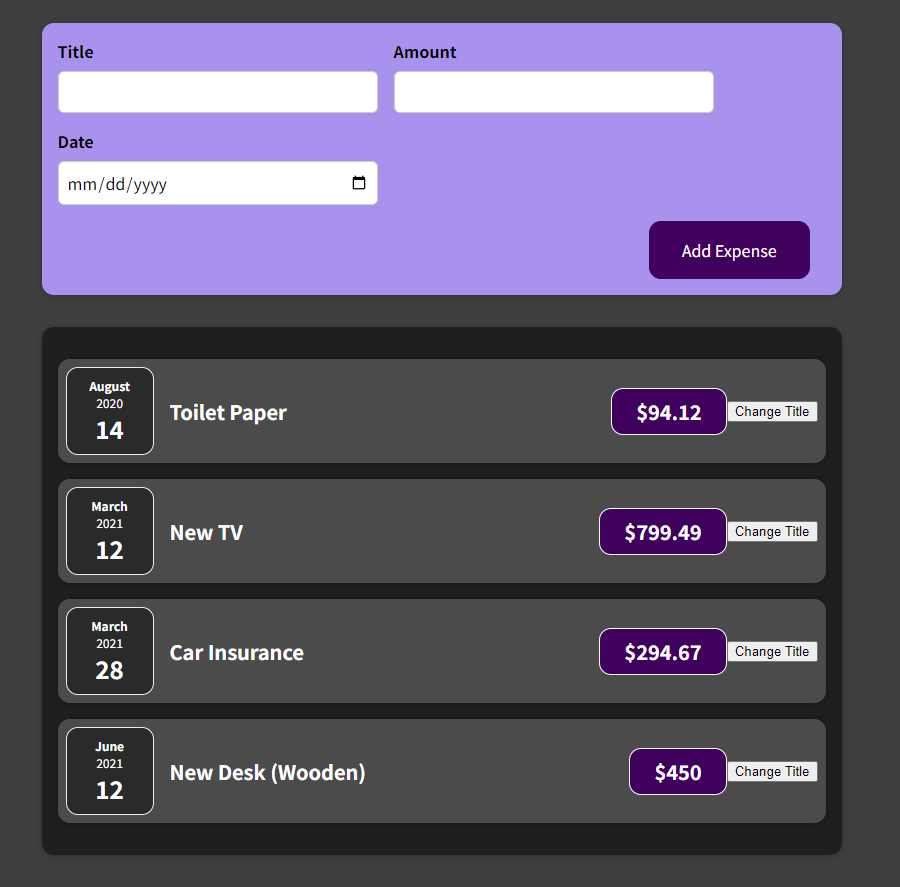 Title
Amount
Date
mm/dd/yyyy
Add Expense
August
2020
14
Toilet Paper
$94.12
Change Title
March
2021
12
New TV
$799.49
Change Title
March
2021
28
Car Insurance
$294.67
Change Title
June
2021
12
New Desk (Wooden)
$450
Change Title